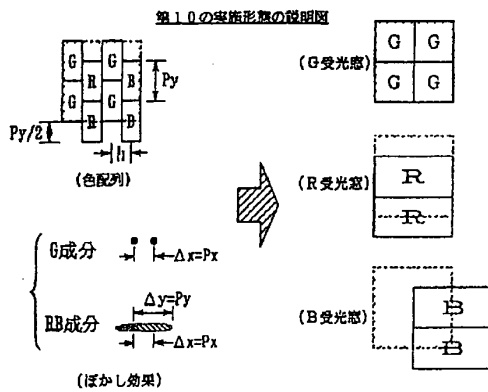 第10の実施形態の説明図
G G
R B
G G
R B
Py
Py/2
h
(色配列)
G成分
Δx=Px
RB成分
Δy=Py
Δx=Px
(ぼかし効果)
(G受光窓)
G G
G G
(R受光窓)
R
R
(B受光窓)
B
B